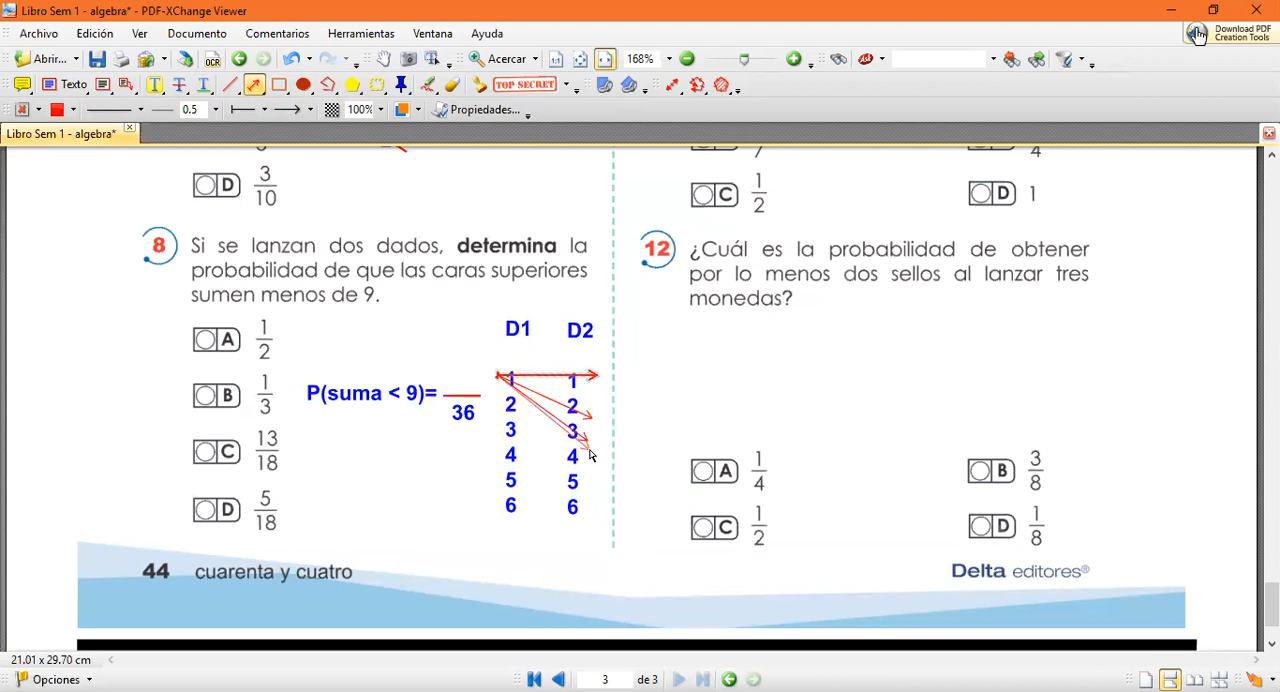 Libro Sem 1 - algebra* - PDF-XChange Viewer
Archivo Edición Ver Documento Comentarios Herramientas Ventana Ayuda
Download PDF
Creation Tools
Abrir... OCR Acercar 168%
Texto TOP SECRET
0.5 100% Propiedades...
Libro Sem 1 - algebra*
D 3/10
7
4
C 1/2
D 1
8 Si se lanzan dos dados, determina la
probabilidad de que las caras superiores
sumen menos de 9.
A 1/2
B 1/3
C 13/18
D 5/18
P(suma < 9)=
36
D1 D2
1 1
2 2
3 3
4 4
5 5
6 6
12 ¿Cuál es la probabilidad de obtener
por lo menos dos sellos al lanzar tres
monedas?
A 1/4
B 3/8
C 1/2
D 1/8
44 cuarenta y cuatro
Delta editores®
21.01 x 29.70 cm
Opciones 3 de 3